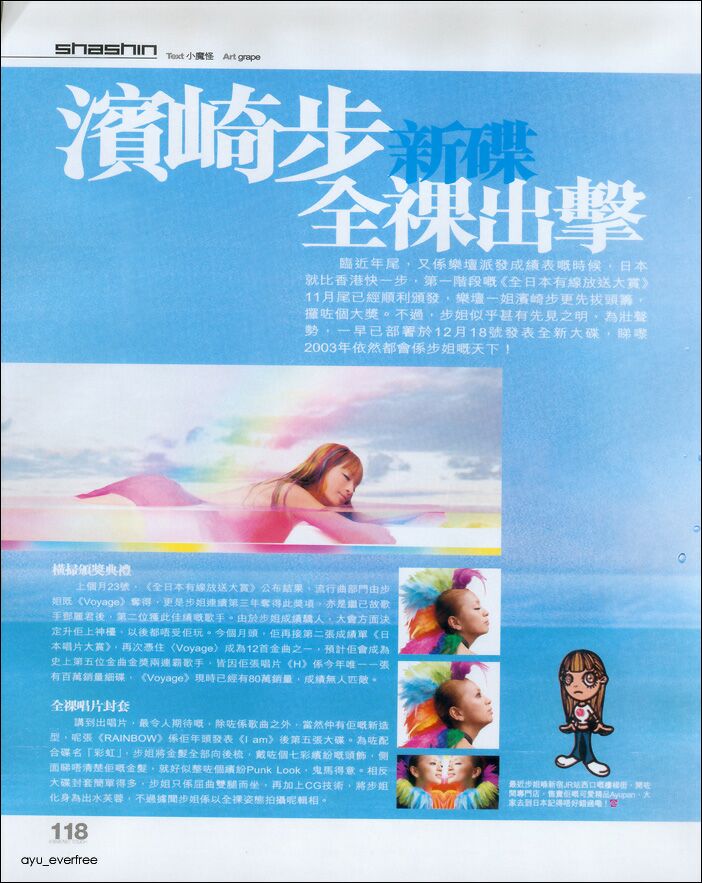 shashin Text 小魔怪 Art grape
濱崎步新碟
全裸出擊
臨近年尾，又係樂壇派發成績表嘅時候，日本
就比香港快一步，第一階段嘅《全日本有線放送大賞》
11月尾已經順利頒發，樂壇一姐濱崎步更先拔頭籌，
攞咗個大獎。不過，步姐似乎甚有先見之明，為壯聲
勢，一早已部署於12月18號發表全新大碟，睇嚟
2003年依然都會係步姐嘅天下！
橫掃頒獎典禮
上個月23號，《全日本有線放送大賞》公布結果，流行曲部門由步
姐既《Voyage》奪得，更是步姐連續第三年奪得此獎項，亦是繼已故歌
手鄧麗君後，第二位獲此佳績嘅歌手。由於步姐成績驕人，大會方面決
定升佢上神檯，以後都唔受佢玩。今個月頭，佢再接第二張成績單《日
本唱片大賞》，再次憑住〈Voyage〉成為12首金曲之一，預計佢會成為
史上第五位金曲金獎兩連霸歌手，皆因佢張唱片《H》係今年唯一一張
有百萬銷量細碟，《Voyage》現時已經有80萬銷量，成績無人匹敵。
全裸唱片封套
講到出唱片，最令人期待嘅，除咗係歌曲之外，當然仲有佢嘅新造
型，呢張《RAINBOW》係佢年頭發表《I am》後第五張大碟。為咗配
合碟名「彩虹」，步姐將金髮全部向後梳，戴咗個七彩繽紛嘅頭飾，側
面睇唔清楚佢嘅金髮，就好似整咗個繽紛Punk Look，鬼馬得意。相反
大碟封套簡單得多，步姐只係屈曲雙腿而坐，再加上CG技術，將步姐
化身為出水芙蓉，不過據聞步姐係以全裸姿態拍攝呢輯相。
最近步姐喺新宿JR站西口嘅樓梯街，開咗
間專門店，售賣佢嘅可愛精品Ayupan，大
家去到日本記得唔好錯過嚕！
118
ayu_everfree